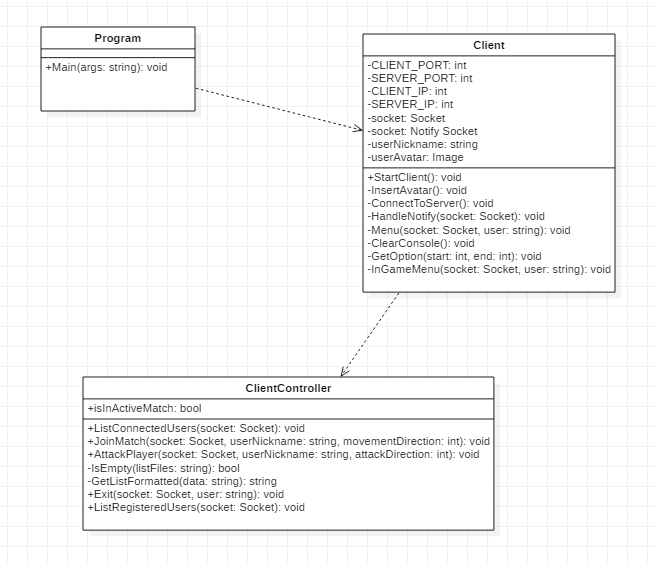 Program
+Main(args: string): void
Client
-CLIENT_PORT: int
-SERVER_PORT: int
-CLIENT_IP: int
-SERVER_IP: int
-socket: Socket
-socket: Notify Socket
-userNickname: string
-userAvatar: Image
+StartClient(): void
-InsertAvatar(): void
-ConnectToServer(): void
-HandleNotify(socket: Socket): void
-Menu(socket: Socket, user: string): void
-ClearConsole(): void
-GetOption(start: int, end: int): void
-InGameMenu(socket: Socket, user: string): void
ClientController
+isInActiveMatch: bool
+ListConnectedUsers(socket: Socket): void
+JoinMatch(socket: Socket, userNickname: string, movementDirection: int): void
+AttackPlayer(socket: Socket, userNickname: string, attackDirection: int): void
-IsEmpty(listFiles: string): bool
-GetListFormatted(data: string): string
+Exit(socket: Socket, user: string): void
+ListRegisteredUsers(socket: Socket): void